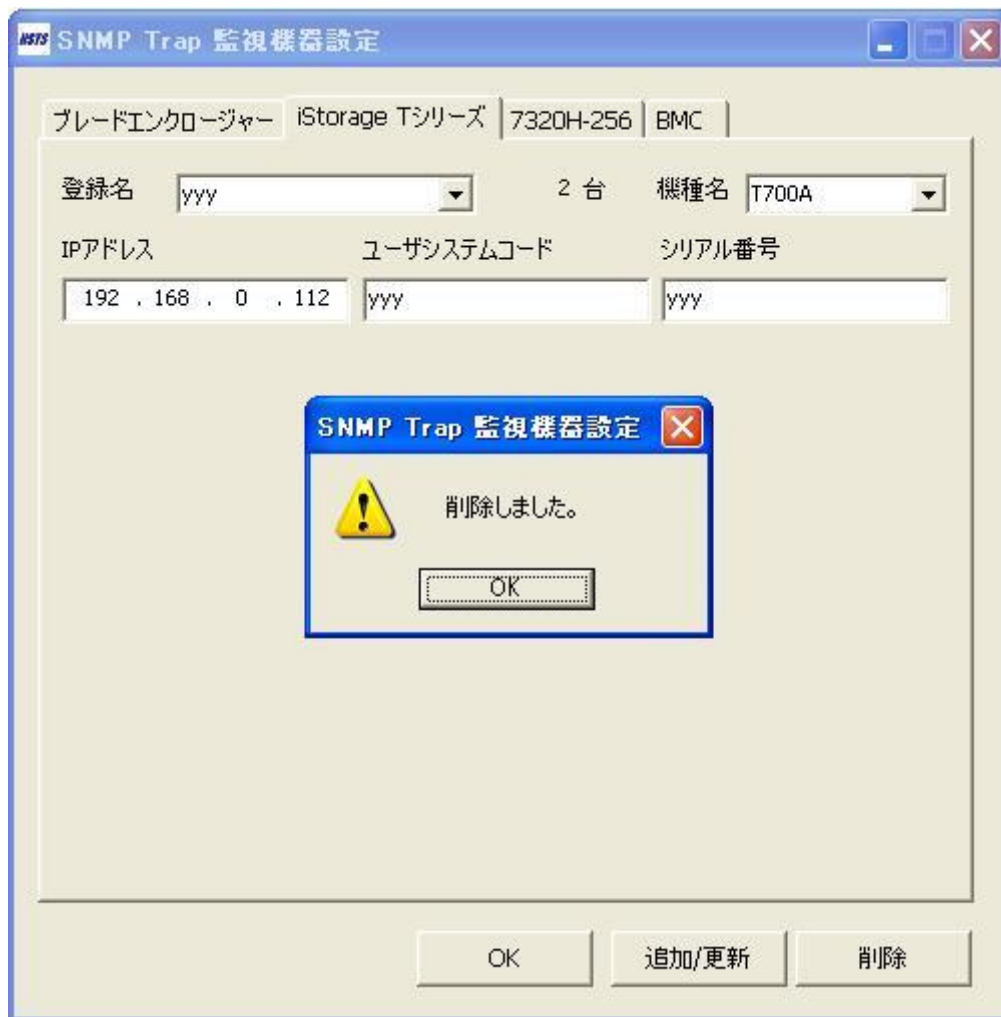 HSTS SNMP Trap 監視機器設定
ブレードエンクロージャー iStorage Tシリーズ 7320H-256 BMC
登録名 yyy 2 台 機種名 T700A
IPアドレス ユーザシステムコード シリアル番号
192 . 168 . 0 . 112 yyy yyy
SNMP Trap 監視機器設定
削除しました。
OK
OK 追加/更新 削除